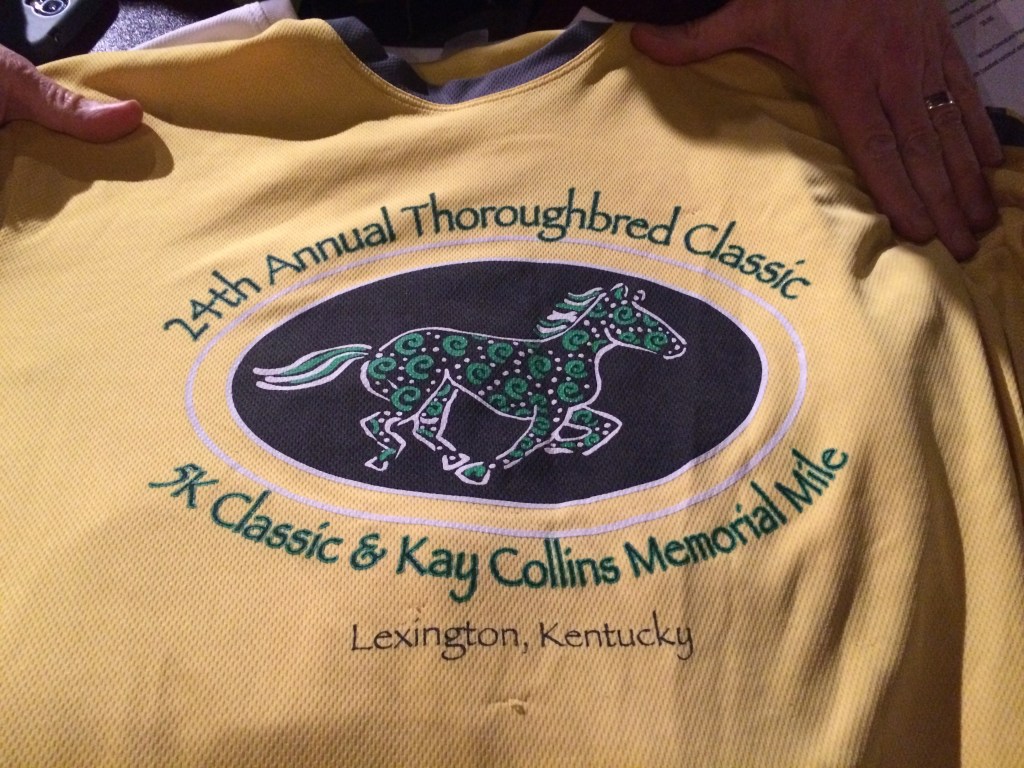 24th Annual Thoroughbred Classic
5K Classic & Kay Collins Memorial Mile
Lexington, Kentucky